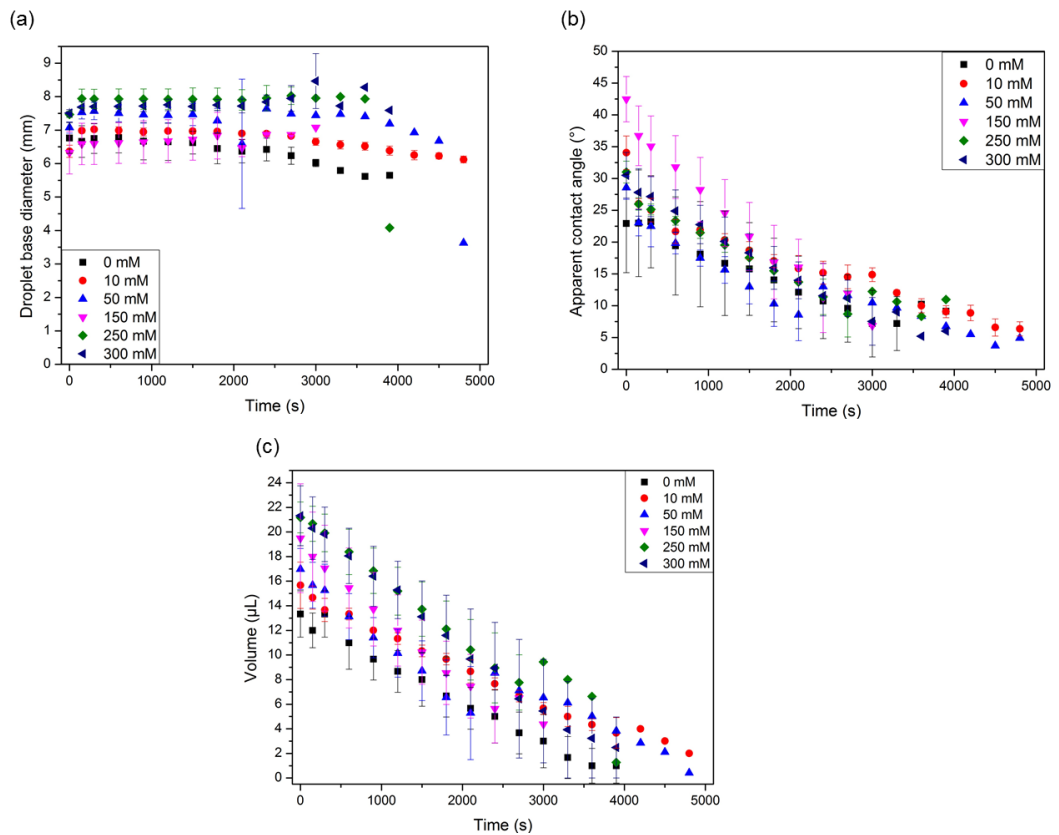 (a)
Droplet base diameter (mm)
9
8
7
6
5
4
3
2
1
0
0 mM
10 mM
50 mM
150 mM
250 mM
300 mM
0 1000 2000 3000 4000 5000
Time (s)
(b)
Apparent contact angle (°)
50
45
40
35
30
25
20
15
10
5
0
0 mM
10 mM
50 mM
150 mM
250 mM
300 mM
0 1000 2000 3000 4000 5000
Time (s)
(c)
Volume (µL)
24
22
20
18
16
14
12
10
8
6
4
2
0
0 mM
10 mM
50 mM
150 mM
250 mM
300 mM
0 1000 2000 3000 4000 5000
Time (s)